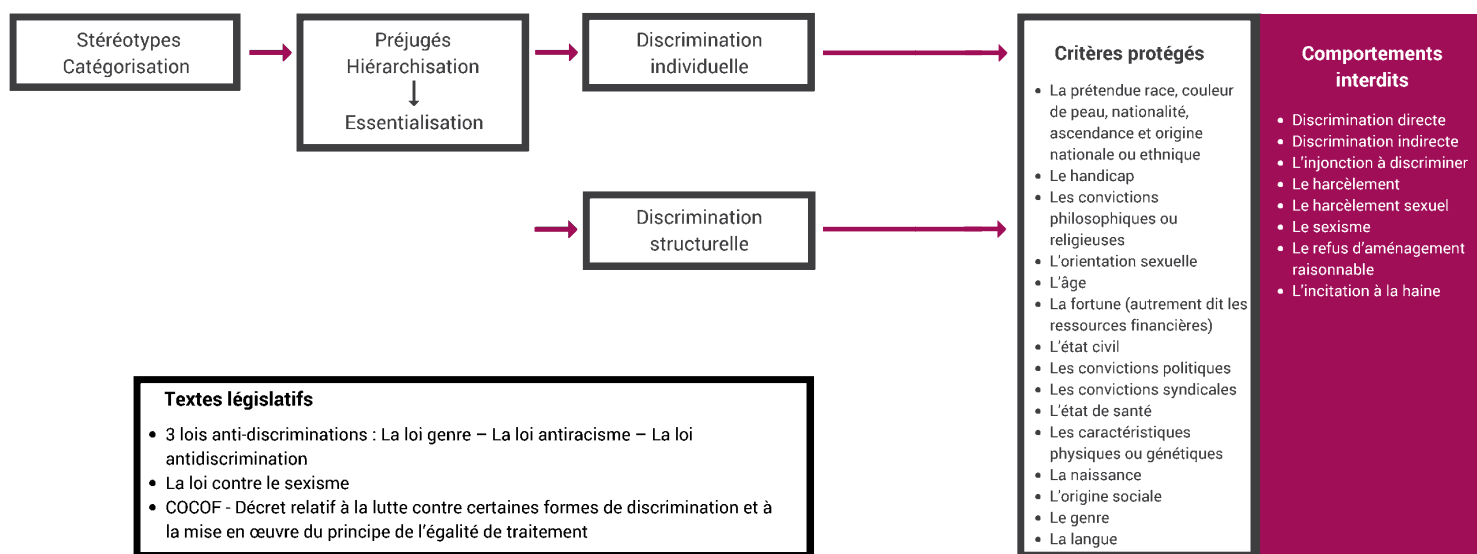 Stéréotypes
Catégorisation
Préjugés
Hiérarchisation
Essentialisation
Discrimination
individuelle
Discrimination
structurelle
Critères protégés
• La prétendue race, couleur
de peau, nationalité,
ascendance et origine
nationale ou ethnique
• Le handicap
• Les convictions
philosophiques ou
religieuses
• L'orientation sexuelle
• L'âge
• La fortune (autrement dit les
ressources financières)
• L'état civil
• Les convictions politiques
• Les convictions syndicales
• L'état de santé
• Les caractéristiques
physiques ou génétiques
• La naissance
• L'origine sociale
• Le genre
• La langue
Comportements
interdits
• Discrimination directe
• Discrimination indirecte
• L'injonction à discriminer
• Le harcèlement
• Le harcèlement sexuel
• Le sexisme
• Le refus d'aménagement
raisonnable
• L'incitation à la haine
Textes législatifs
• 3 lois anti-discriminations : La loi genre – La loi antiracisme – La loi
antidiscrimination
• La loi contre le sexisme
• COCOF - Décret relatif à la lutte contre certaines formes de discrimination et à
la mise en œuvre du principe de l'égalité de traitement